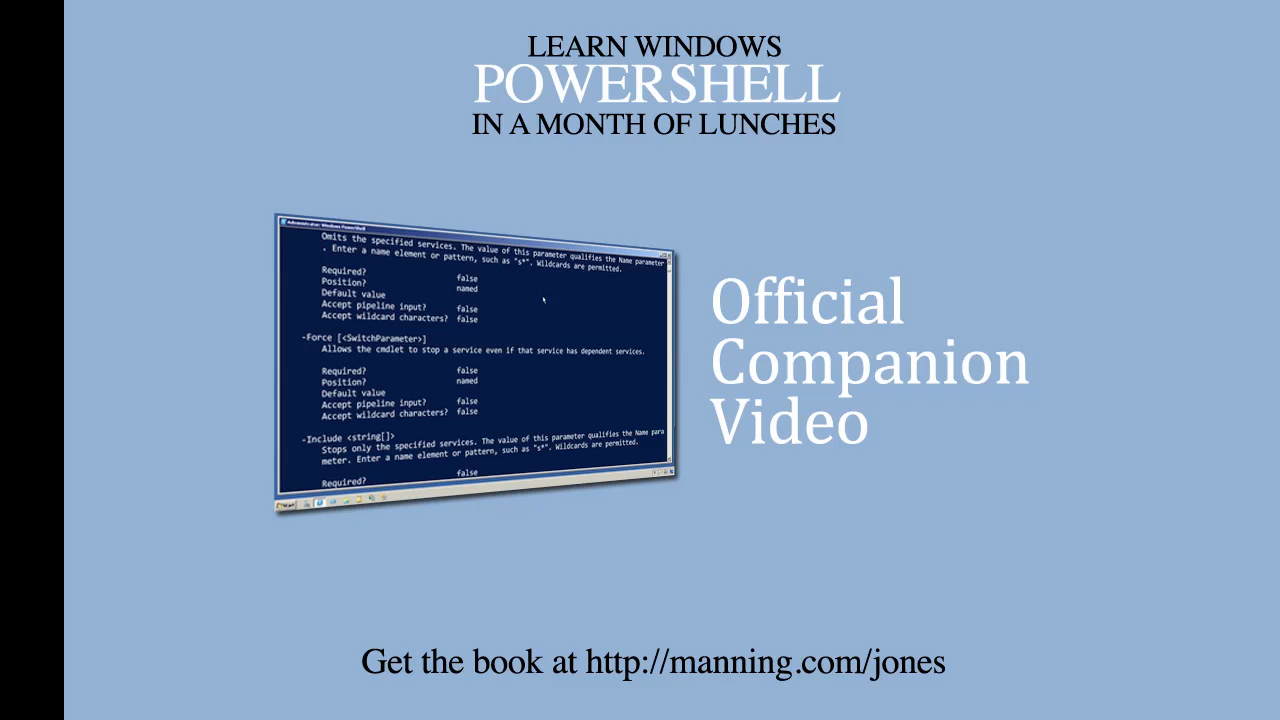 LEARN WINDOWS
POWERSHELL
IN A MONTH OF LUNCHES
Administrator: Windows PowerShell
Omits the specified services. The value of this parameter qualifies the Name parameter
. Enter a name element or pattern, such as "s*". Wildcards are permitted.
Required? false
Position? named
Default value
Accept pipeline input? false
Accept wildcard characters? false
-Force [<SwitchParameter>]
Allows the cmdlet to stop a service even if that service has dependent services.
Required? false
Position? named
Default value
Accept pipeline input? false
Accept wildcard characters? false
-Include <string[]>
Stops only the specified services. The value of this parameter qualifies the Name para
meter. Enter a name element or pattern, such as "s*". Wildcards are permitted.
Required? false
Start
Official
Companion
Video
Get the book at http://manning.com/jones